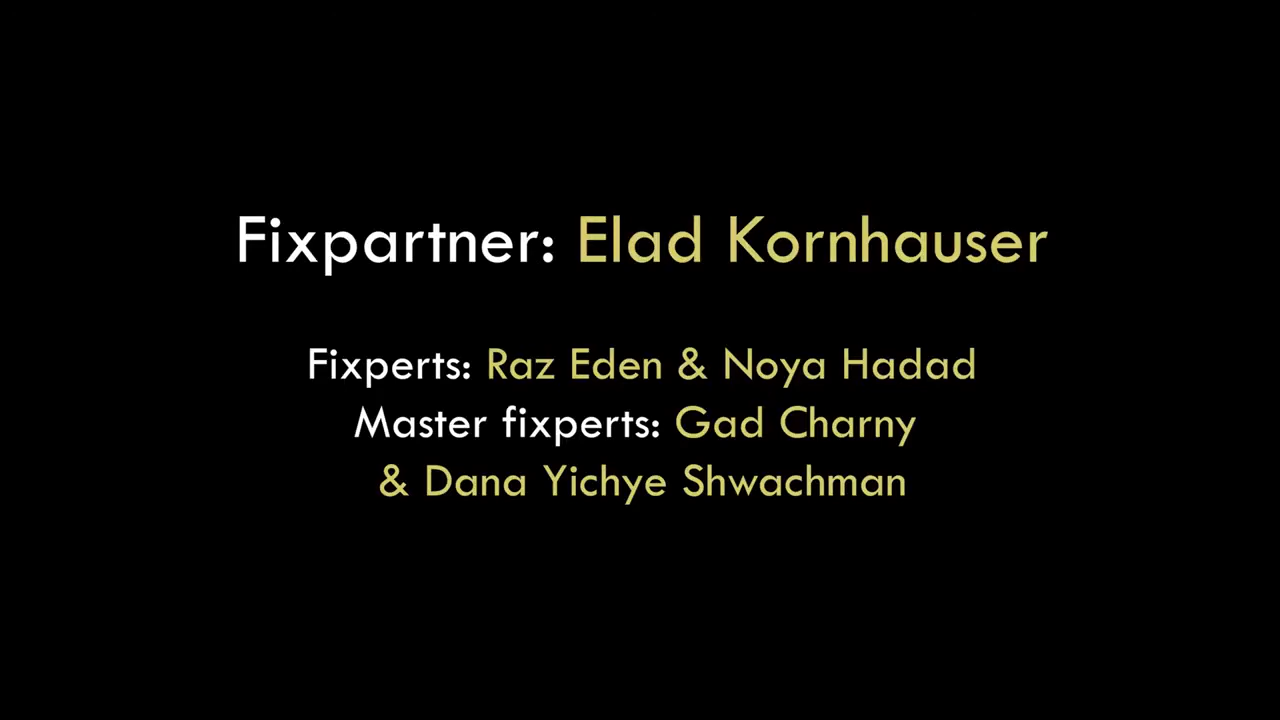 Fixpartner: Elad Kornhauser
Fixperts: Raz Eden & Noya Hadad
Master fixperts: Gad Charny
& Dana Yichye Shwachman